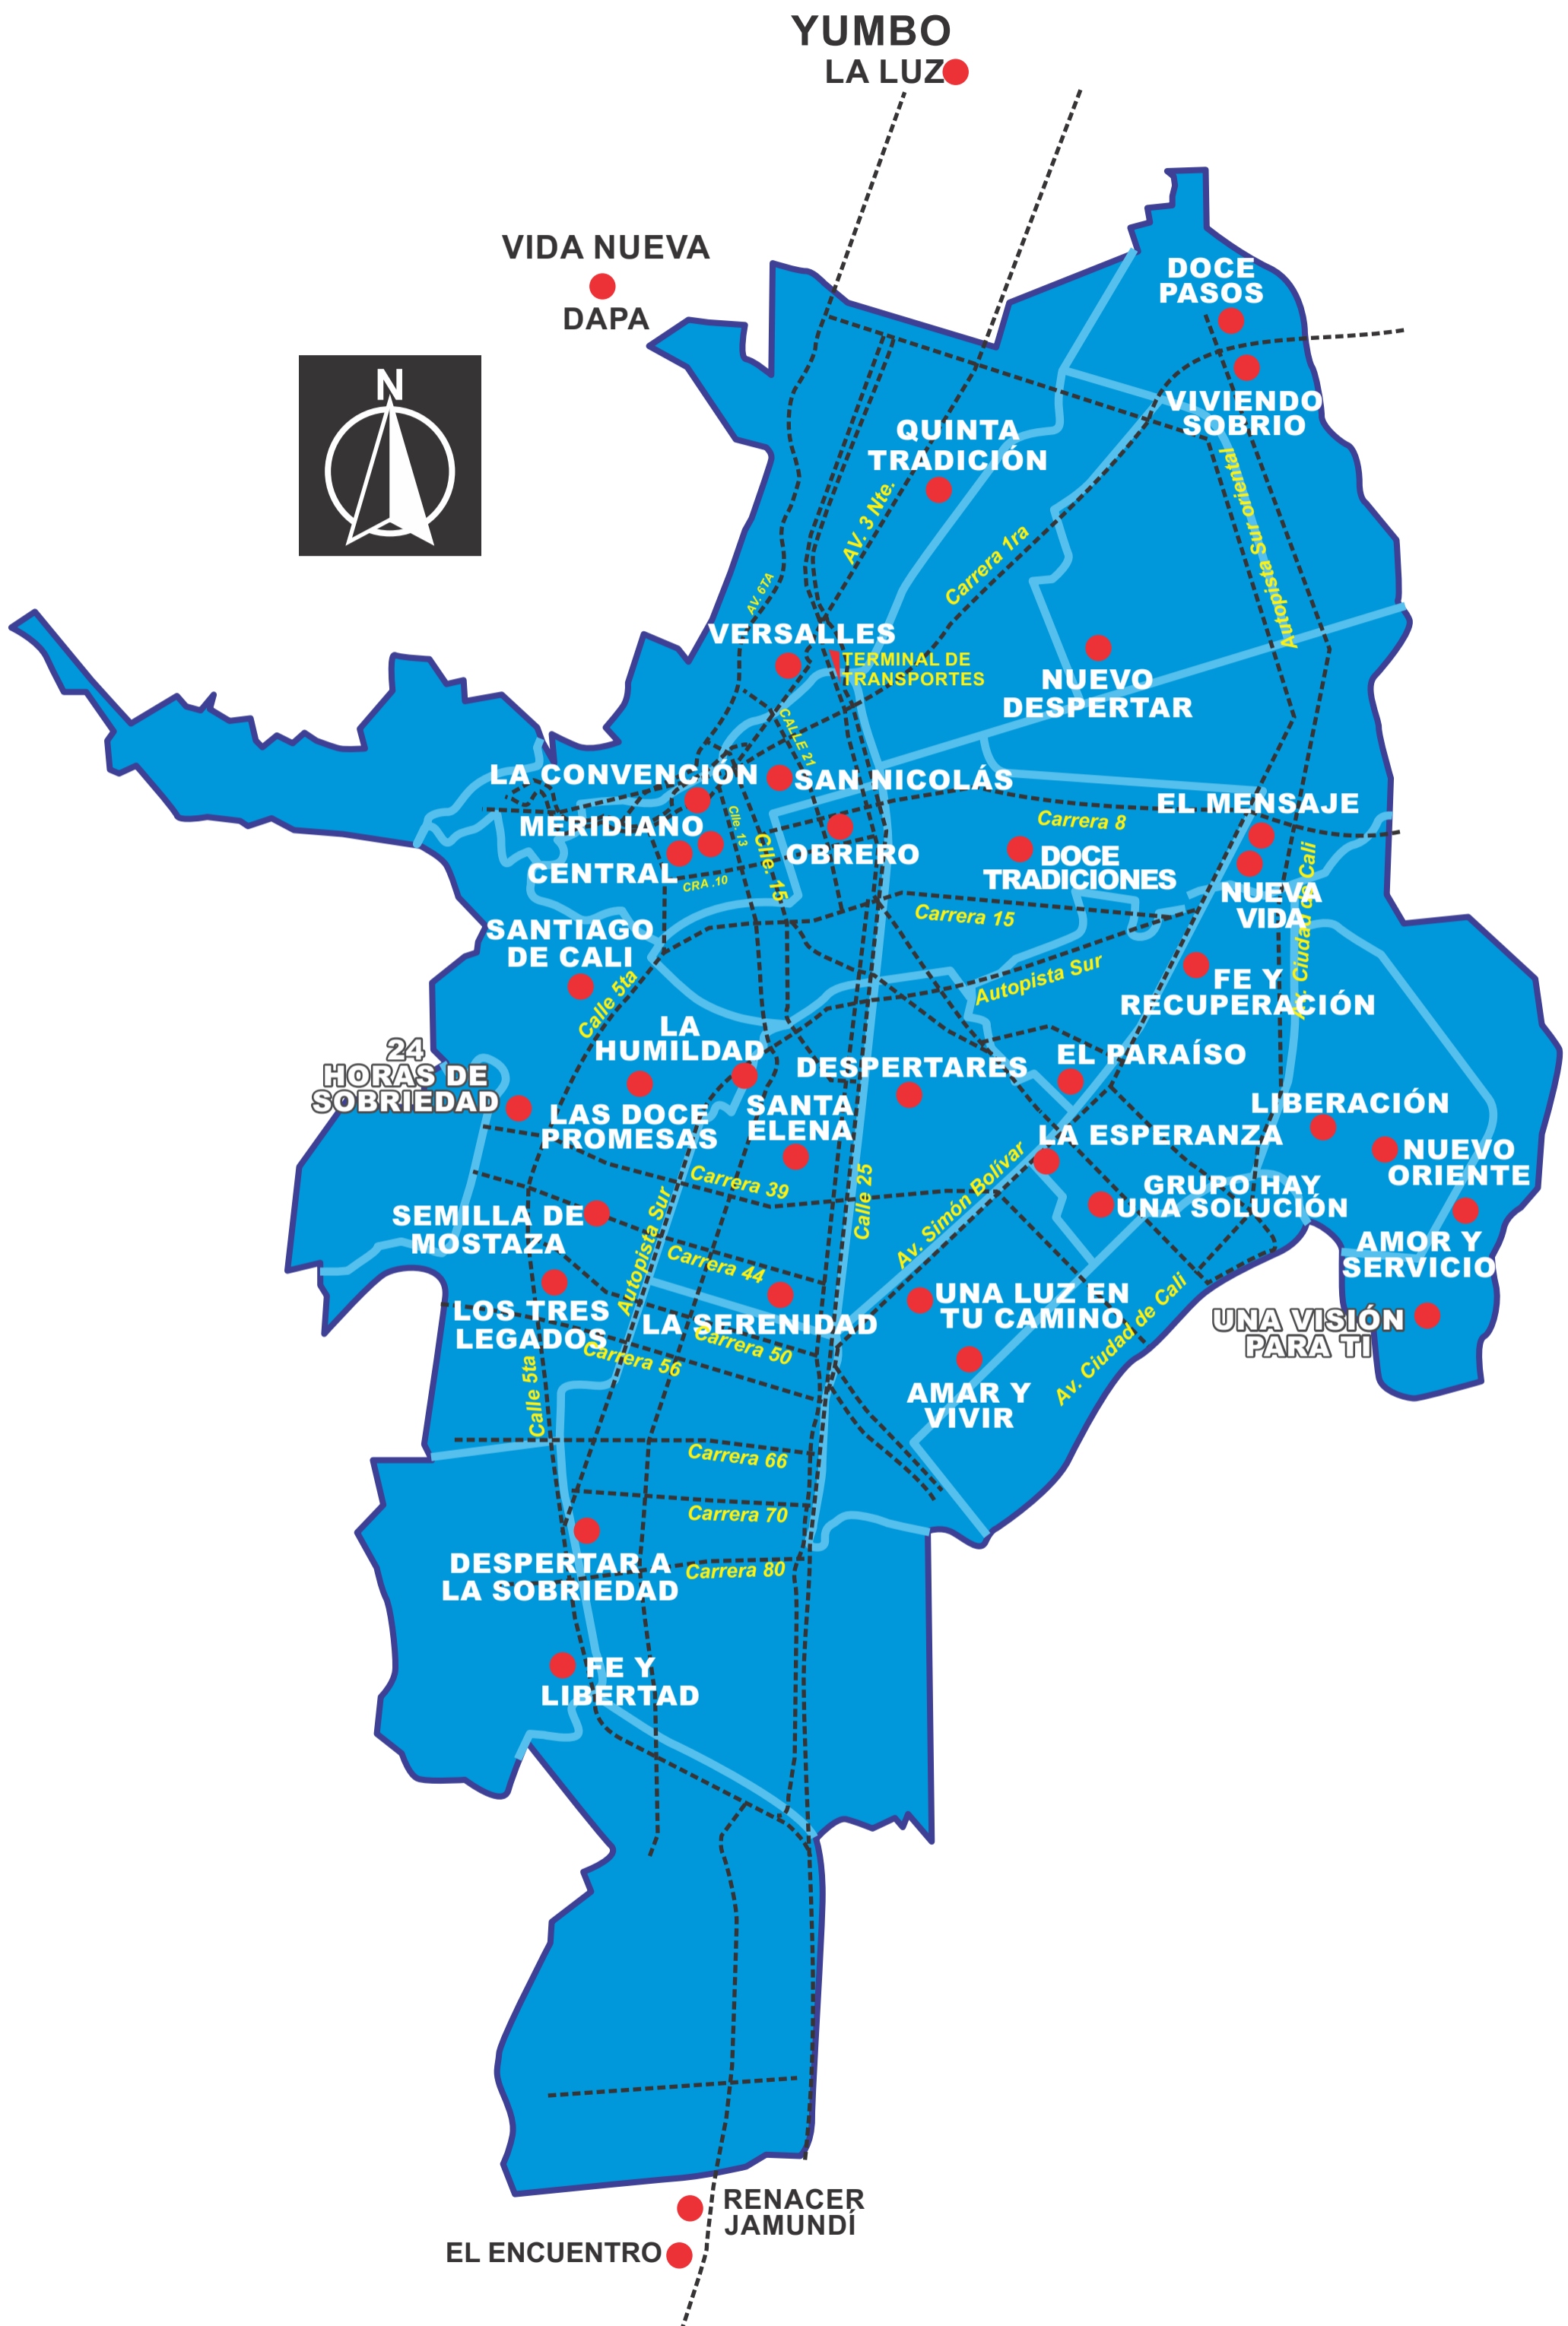 YUMBO
LA LUZ
VIDA NUEVA
DAPA
N
DOCE
PASOS
VIVIENDO
SOBRIO
QUINTA
TRADICIÓN
AV. 3 Nte.
Autopista Sur oriental
Carrera 1ra
AV. 6TA
VERSALLES
TERMINAL DE
TRANSPORTES
NUEVO
DESPERTAR
CALLE 21
LA CONVENCIÓN
SAN NICOLÁS
EL MENSAJE
MERIDIANO
Clle. 13
Clle. 15
Carrera 8
OBRERO
DOCE
TRADICIONES
CENTRAL
CRA .10
NUEVA
VIDA
Av. Ciudad de Cali
Carrera 15
SANTIAGO
DE CALI
Calle 5ta
Autopista Sur
FE Y
RECUPERACIÓN
LA
HUMILDAD
24
HORAS DE
SOBRIEDAD
DESPERTARES
EL PARAÍSO
LAS DOCE
PROMESAS
SANTA
ELENA
LIBERACIÓN
LA ESPERANZA
NUEVO
ORIENTE
Carrera 39
Calle 25
Av. Simón Bolívar
GRUPO HAY
UNA SOLUCIÓN
SEMILLA DE
MOSTAZA
Autopista Sur
Carrera 44
AMOR Y
SERVICIO
LOS TRES
LEGADOS
LA SERENIDAD
UNA LUZ EN
TU CAMINO
UNA VISIÓN
PARA TI
Carrera 50
Carrera 56
Av. Ciudad de Cali
Calle 5ta
AMAR Y
VIVIR
Carrera 66
Carrera 70
DESPERTAR A
LA SOBRIEDAD
Carrera 80
FE Y
LIBERTAD
RENACER
JAMUNDÍ
EL ENCUENTRO